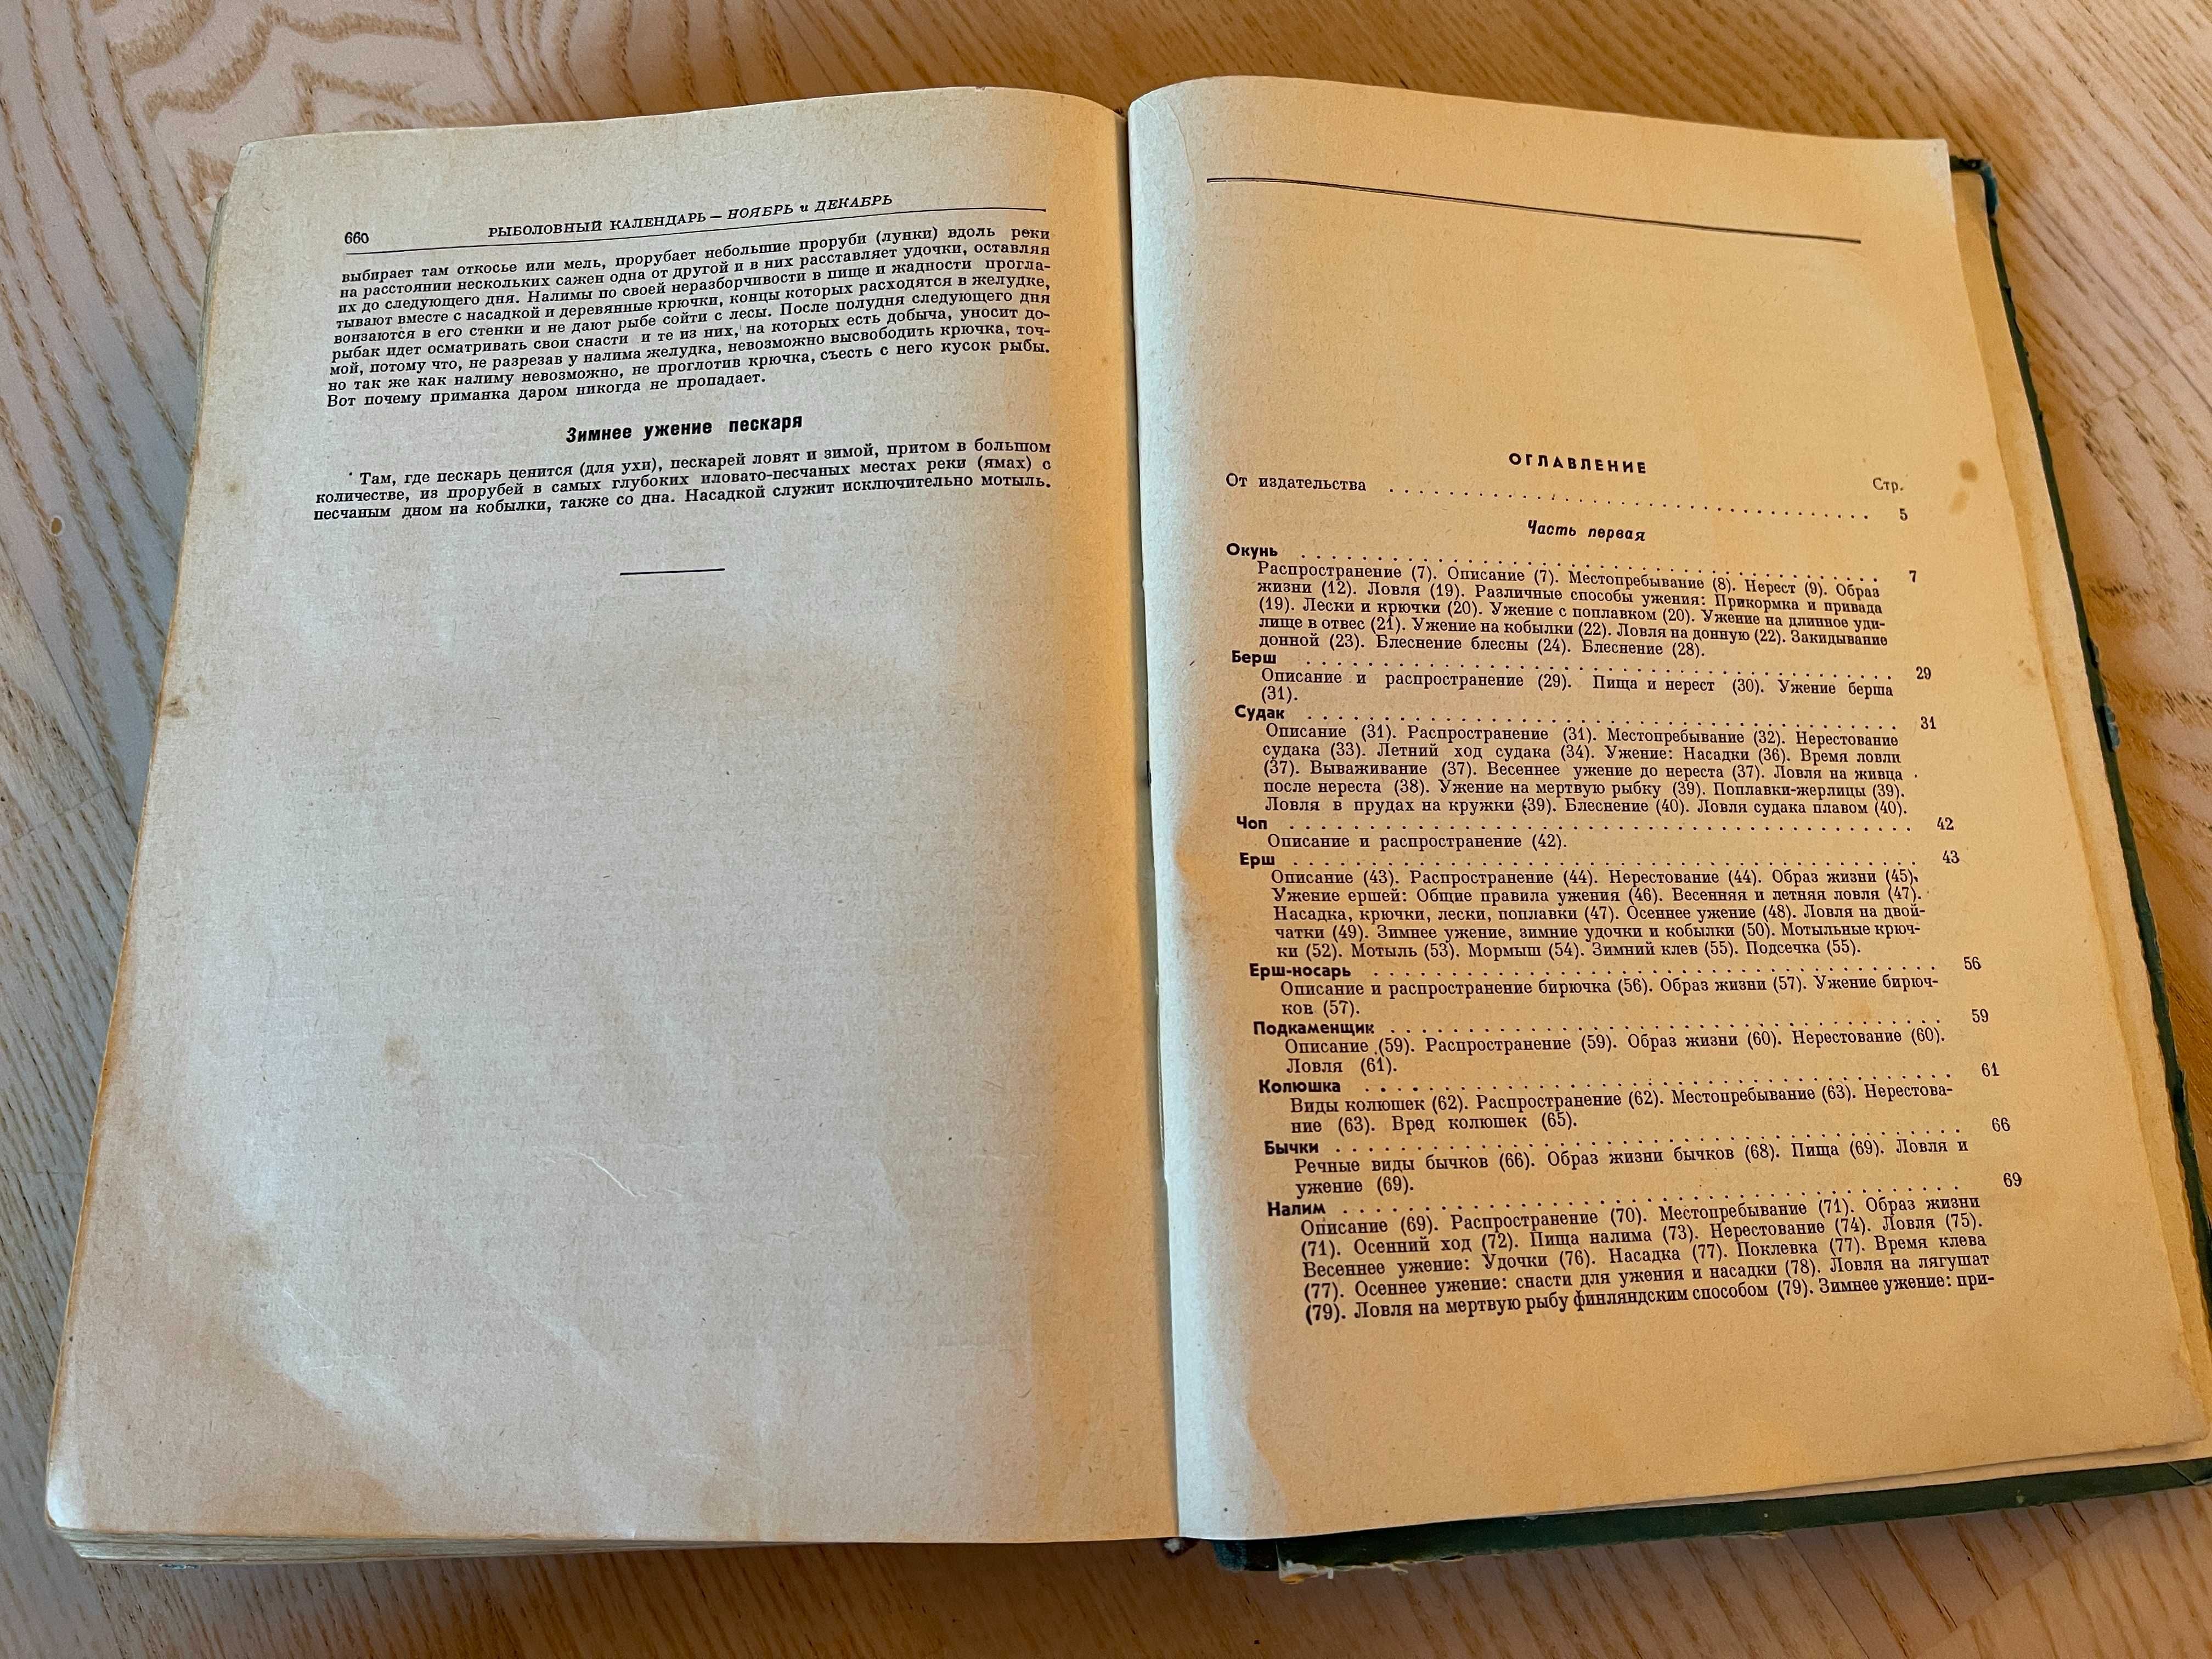 660
РЫБОЛОВНЫЙ КАЛЕНДАРЬ — НОЯБРЬ и ДЕКАБРЬ
выбирает там откосье или мель, прорубает небольшие проруби (лунки) вдоль реки
на расстоянии нескольких сажен одна от другой и в них расставляет удочки, оставляя
их до следующего дня. Налимы по своей неразборчивости в пище и жадности прогла-
тывают вместе с насадкой и деревянные крючки, концы которых расходятся в желудке,
вонзаются в его стенки и не дают рыбе сойти с лесы. После полудня следующего дня
рыбак идет осматривать свои снасти и те из них, на которых есть добыча, уносит до-
мой, потому что, не разрезав у налима желудка, невозможно высвободить крючка, точ-
но так же как налиму невозможно, не проглотив крючка, съесть с него кусок рыбы.
Вот почему приманка даром никогда не пропадает.
Зимнее ужение пескаря
Там, где пескарь ценится (для ухи), пескарей ловят и зимой, притом в большом
количестве, из прорубей в самых глубоких иловато-песчаных местах реки (ямах) с
песчаным дном на кобылки, также со дна. Насадкой служит исключительно мотыль.
ОГЛАВЛЕНИЕ
Стр.
От издательства . . . . . . . . . . 5
Часть первая
Окунь . . . . . . . . . . 7
Распространение (7). Описание (7). Местопребывание (8). Нерест (9). Образ
жизни (12). Ловля (19). Различные способы ужения: Прикормка и привада
(19). Лески и крючки (20). Ужение с поплавком (20). Ужение на длинное уди-
лище в отвес (21). Ужение на кобылки (22). Ловля на донную (22). Закидывание
донной (23). Блеснение блесны (24). Блеснение (28).
Берш . . . . . . . . . . 29
Описание и распространение (29). Пища и нерест (30). Ужение берша
(31).
Судак . . . . . . . . . . 31
Описание (31). Распространение (31). Местопребывание (32). Нерестование
судака (33). Летний ход судака (34). Ужение: Насадки (36). Время ловли
(37). Вываживание (37). Весеннее ужение до нереста (37). Ловля на живца
после нереста (38). Ужение на мертвую рыбку (39). Поплавки-жерлицы (39).
Ловля в прудах на кружки (39). Блеснение (40). Ловля судака плавом (40).
Чоп . . . . . . . . . . 42
Описание и распространение (42).
Ерш . . . . . . . . . . 43
Описание (43). Распространение (44). Нерестование (44). Образ жизни (45).
Ужение ершей: Общие правила ужения (46). Весенняя и летняя ловля (47).
Насадка, крючки, лески, поплавки (47). Осеннее ужение (48). Ловля на двой-
чатки (49). Зимнее ужение, зимние удочки и кобылки (50). Мотыльные крюч-
ки (52). Мотыль (53). Мормыш (54). Зимний клев (55). Подсечка (55).
Ерш-носарь . . . . . . . . . . 56
Описание и распространение бирючка (56). Образ жизни (57). Ужение бирюч-
ков (57).
Подкаменщик . . . . . . . . . . 59
Описание (59). Распространение (59). Образ жизни (60). Нерестование (60).
Ловля (61).
Колюшка . . . . . . . . . . 61
Виды колюшек (62). Распространение (62). Местопребывание (63). Нерестова-
ние (63). Вред колюшек (65).
Бычки . . . . . . . . . . 66
Речные виды бычков (66). Образ жизни бычков (68). Пища (69). Ловля и
ужение (69).
Налим . . . . . . . . . . 69
Описание (69). Распространение (70). Местопребывание (71). Образ жизни
(71). Осенний ход (72). Пища налима (73). Нерестование (74). Ловля (75).
Весеннее ужение: Удочки (76). Насадка (77). Поклевка (77). Время клева
(77). Осеннее ужение: снасти для ужения и насадки (78). Ловля на лягушат
(79). Ловля на мертвую рыбу финляндским способом (79). Зимнее ужение: при-